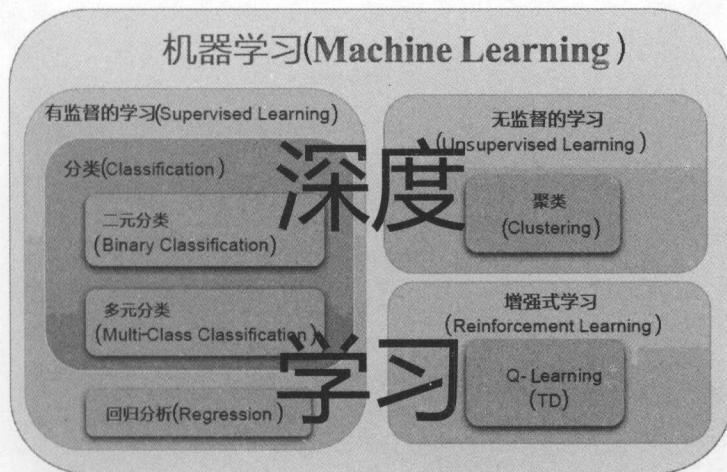 机器学习(Machine Learning)
有监督的学习(Supervised Learning)
分类(Classification)
二元分类
(Binary Classification)
多元分类
(Multi-Class Classification)
回归分析(Regression)
无监督的学习
(Unsupervised Learning)
聚类
(Clustering)
增强式学习
(Reinforcement Learning)
Q- Learning
(TD)
深度
学习